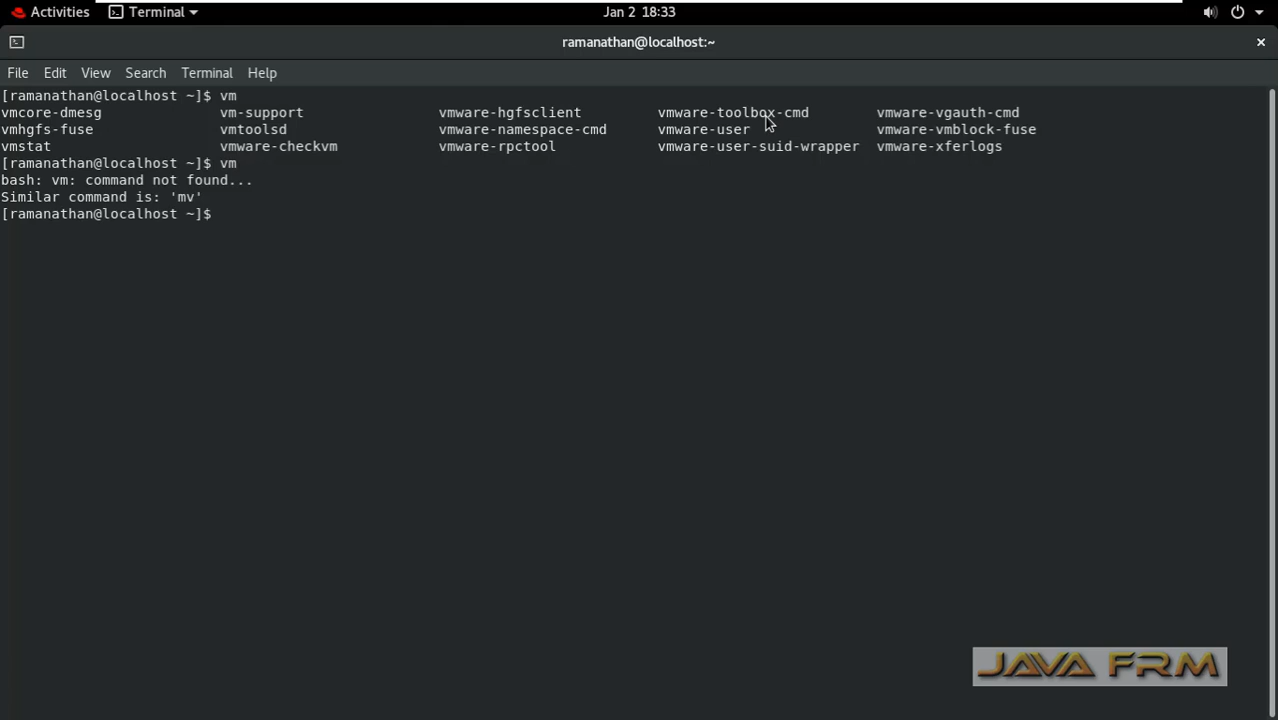 Activities Terminal Jan 2 18:33
ramanathan@localhost:~ ×
File Edit View Search Terminal Help
[ramanathan@localhost ~]$ vm
vmcore-dmesg vm-support vmware-hgfsclient vmware-toolbox-cmd vmware-vgauth-cmd
vmhgfs-fuse vmtoolsd vmware-namespace-cmd vmware-user vmware-vmblock-fuse
vmstat vmware-checkvm vmware-rpctool vmware-user-suid-wrapper vmware-xferlogs
[ramanathan@localhost ~]$ vm
bash: vm: command not found...
Similar command is: 'mv'
[ramanathan@localhost ~]$
JAVA FRM